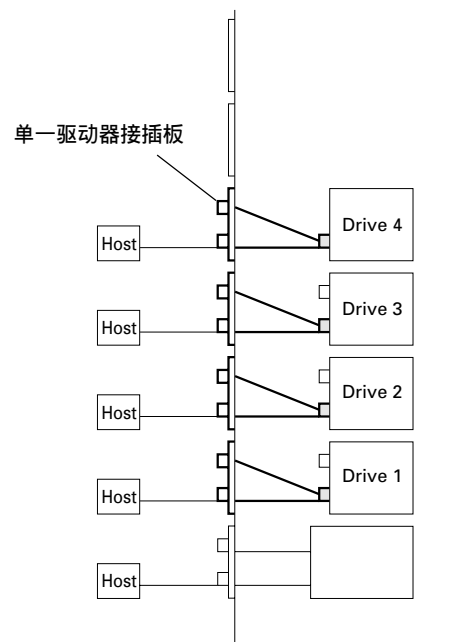 单一驱动器接插板
Drive 4
Host
Drive 3
Host
Drive 2
Host
Drive 1
Host
Host